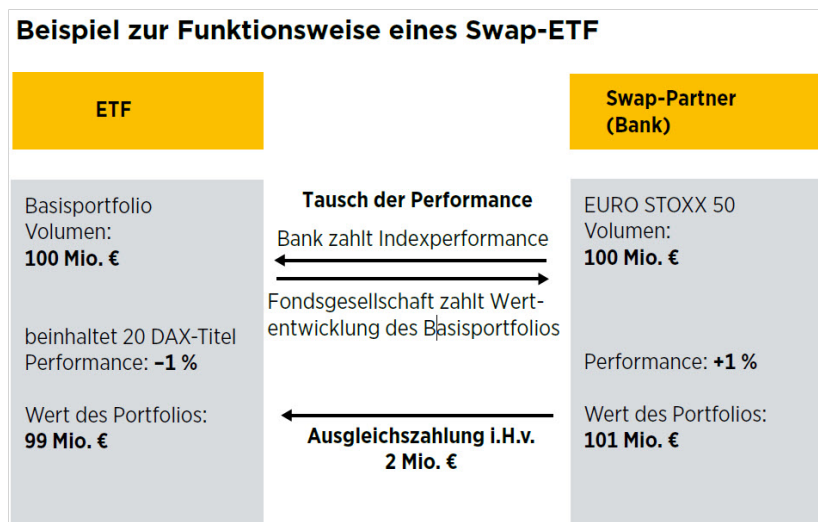 Beispiel zur Funktionsweise eines Swap-ETF
ETF
Swap-Partner
(Bank)
Basisportfolio
Volumen:
100 Mio. €
beinhaltet 20 DAX-Titel
Performance: –1 %
Wert des Portfolios:
99 Mio. €
Tausch der Performance
Bank zahlt Indexperformance
Fondsgesellschaft zahlt Wert-
entwicklung des Basisportfolios
Ausgleichszahlung i.H.v.
2 Mio. €
EURO STOXX 50
Volumen:
100 Mio. €
Performance: +1 %
Wert des Portfolios:
101 Mio. €